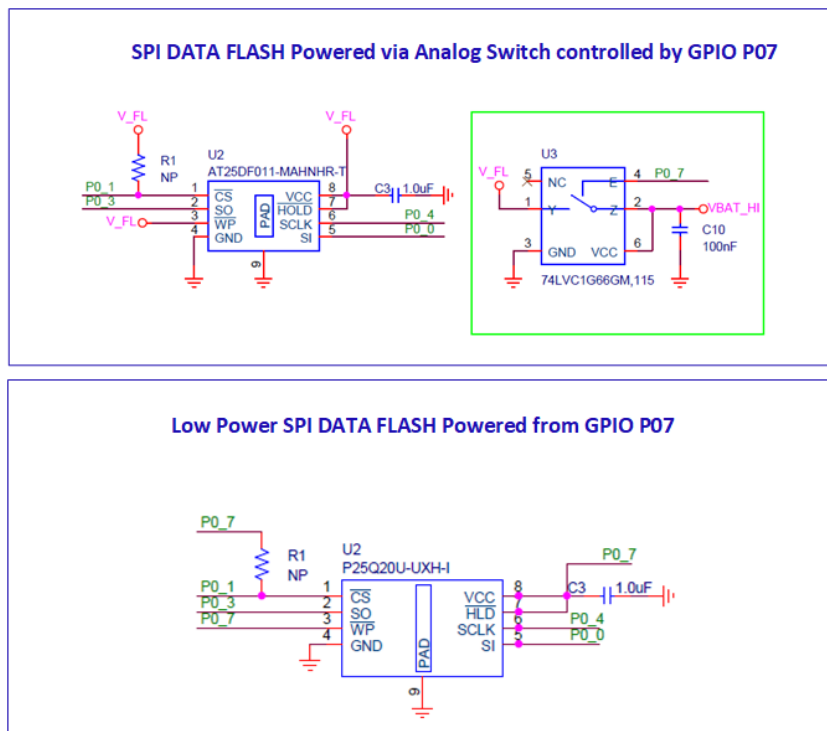 SPI DATA FLASH Powered via Analog Switch controlled by GPIO P07
V_FL
R1
NP
U2
AT25DF011-MAHNHR-T
V_FL
P0_1
P0_3
V_FL
1
2
3
4
CS
SO
WP
GND
PAD
9
VCC
HOLD
SCLK
SI
8
7
6
5
C3
1.0uF
P0_4
P0_0
U3
V_FL
5
NC
E
4
P0_7
1
Y
Z
2
VBAT_HI
3
GND
VCC
6
C10
100nF
74LVC1G66GM,115
Low Power SPI DATA FLASH Powered from GPIO P07
P0_7
R1
NP
U2
P25Q20U-UXH-I
P0_1
P0_3
P0_7
1
2
3
4
CS
SO
WP
GND
PAD
9
VCC
HLD
SCLK
SI
8
7
6
5
P0_7
C3
1.0uF
P0_4
P0_0